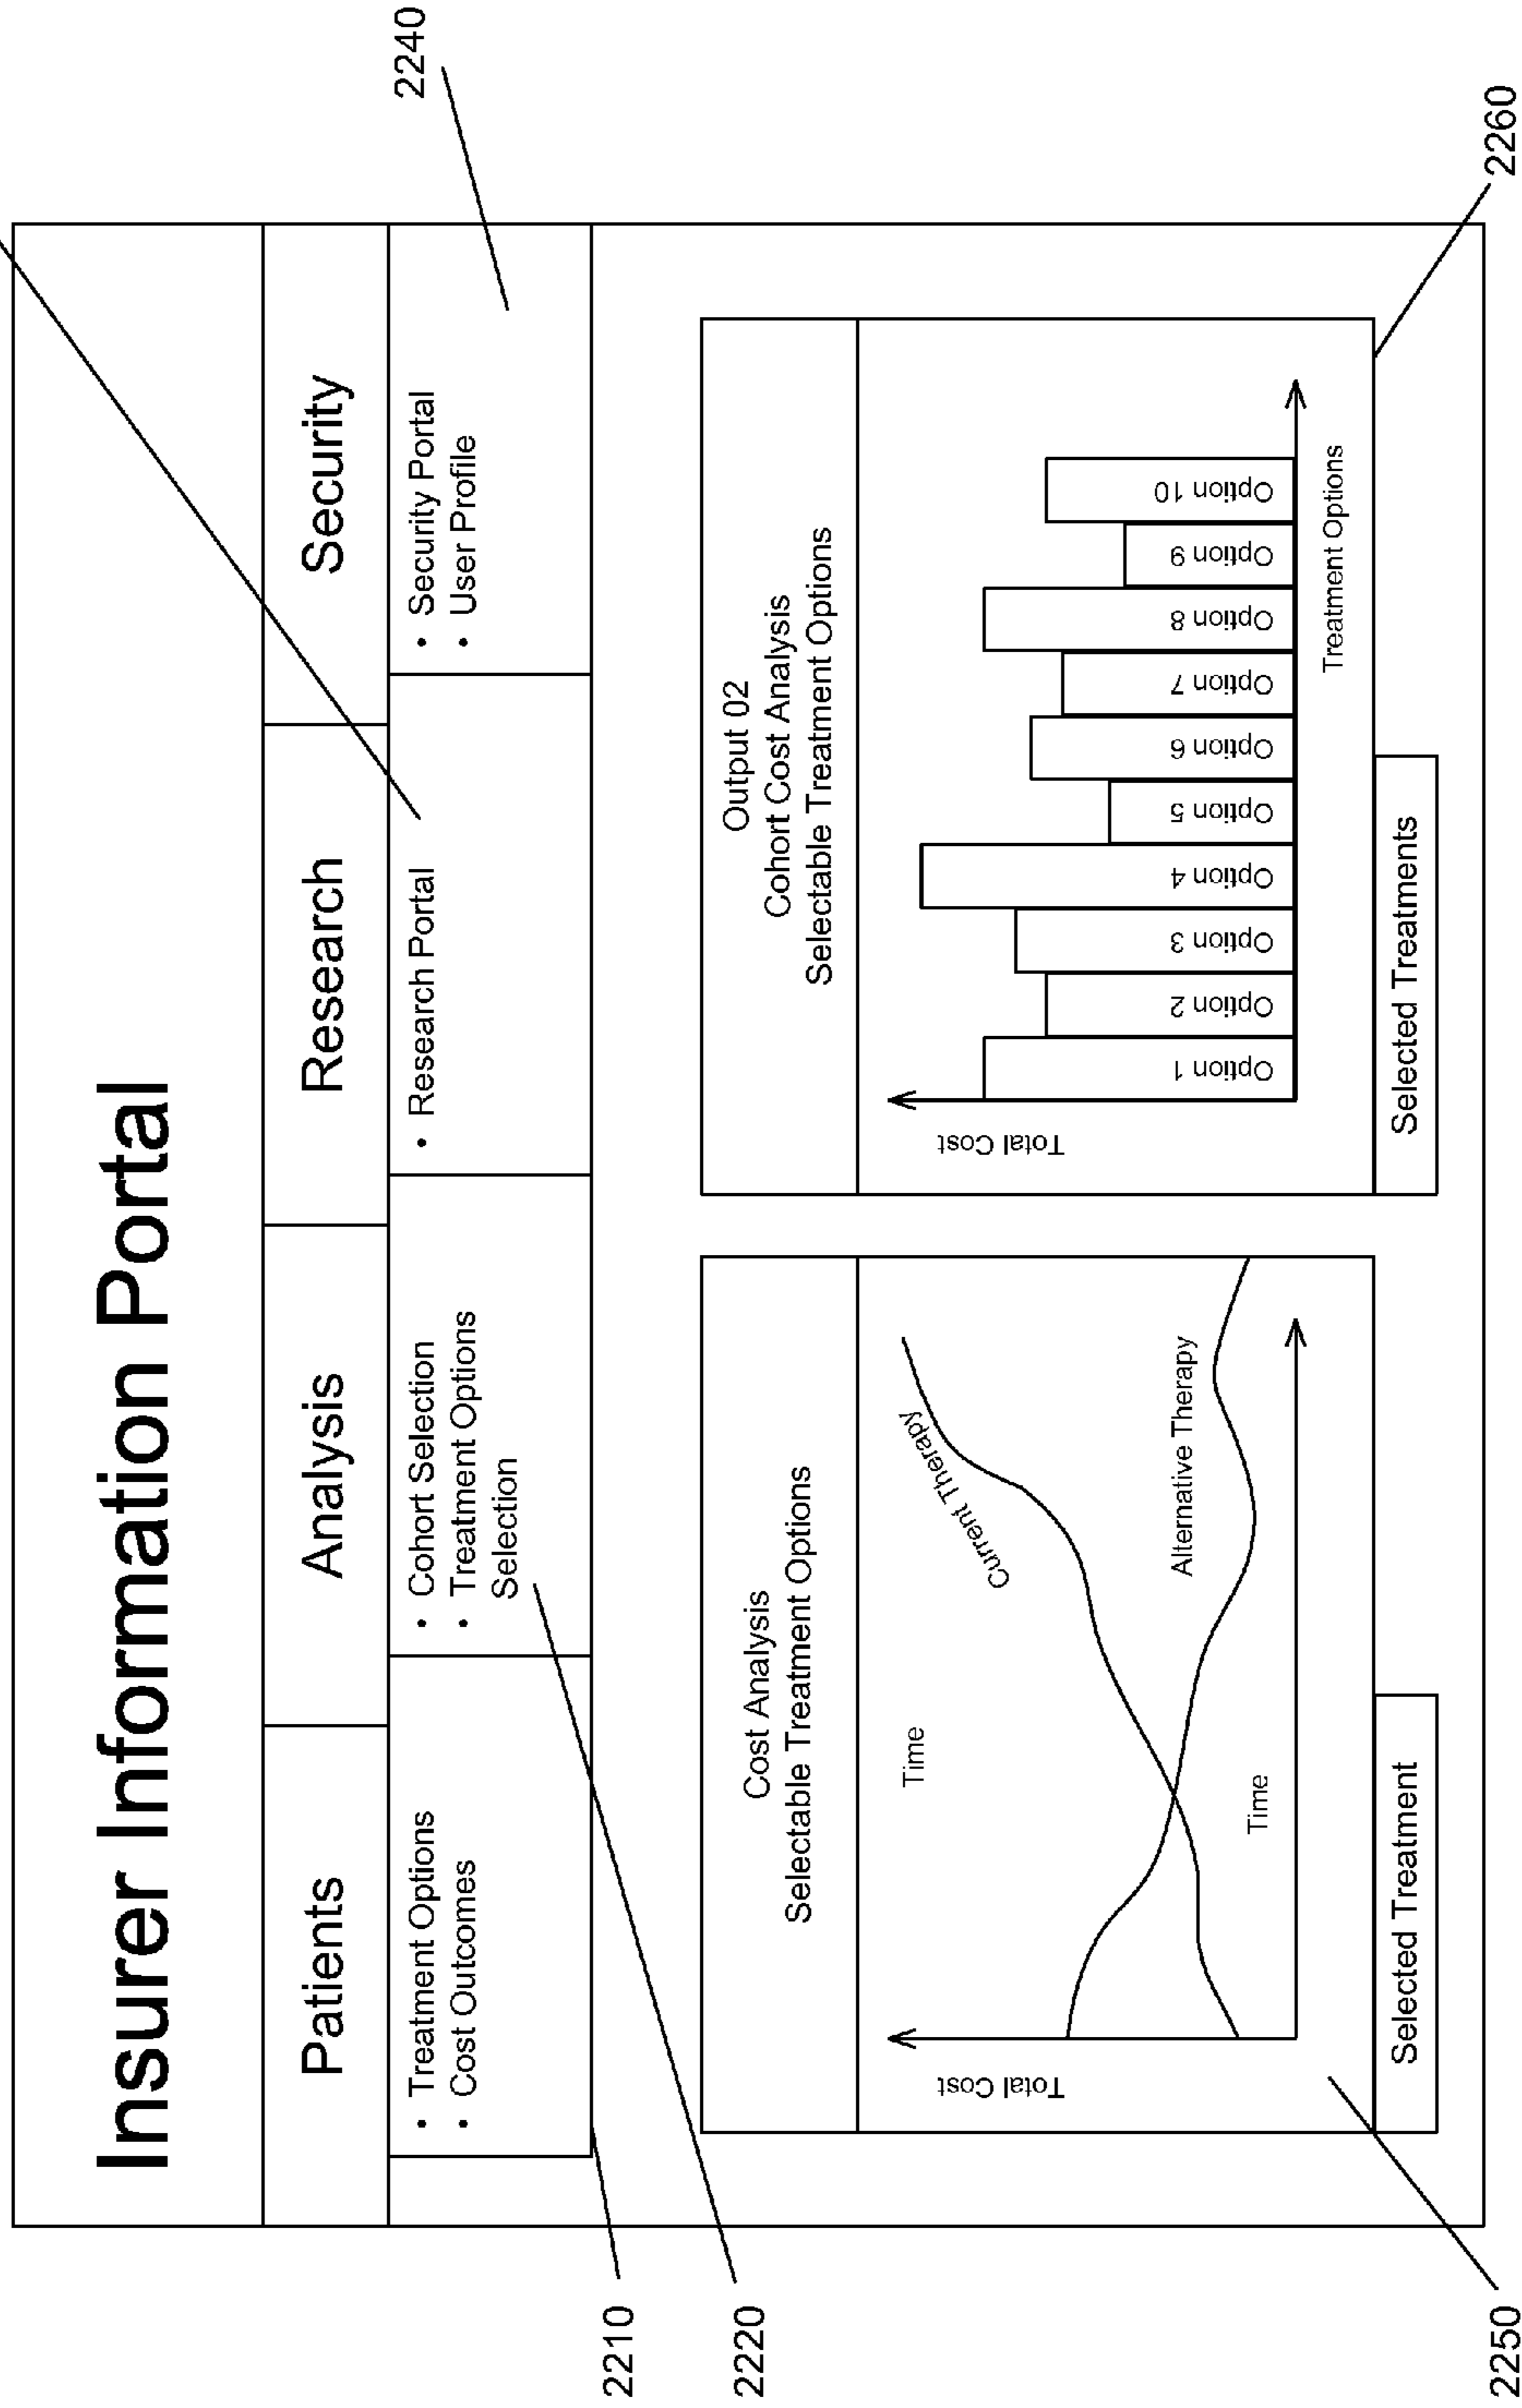 Insurer Information Portal
Patients
Analysis
Research
Security
• Treatment Options
• Cost Outcomes
• Cohort Selection
• Treatment Options
Selection
• Research Portal
• Security Portal
• User Profile
2240
2210
2220
Cost Analysis
Selectable Treatment Options
Total Cost
Time
Current Therapy
Alternative Therapy
Time
Selected Treatment
2250
Output 02
Cohort Cost Analysis
Selectable Treatment Options
Total Cost
Option 1
Option 2
Option 3
Option 4
Option 5
Option 6
Option 7
Option 8
Option 9
Option 10
Treatment Options
Selected Treatments
2260